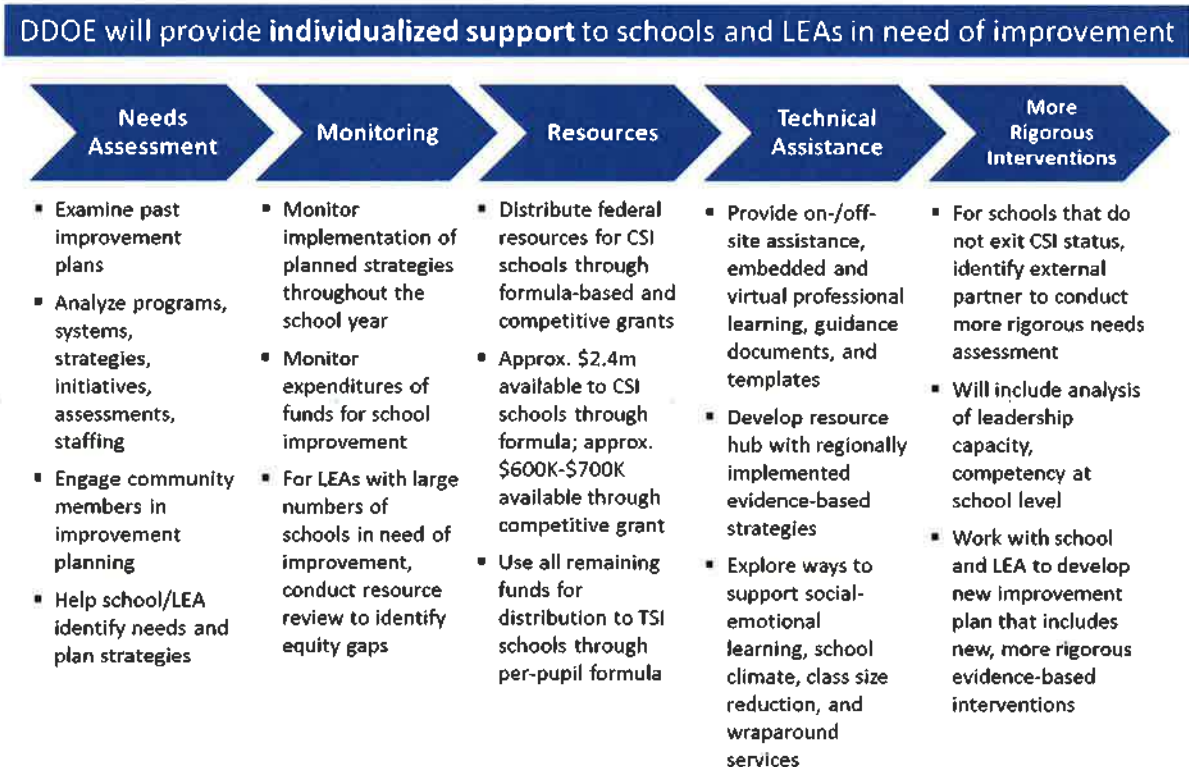 DDOE will provide individualized support to schools and LEAs in need of improvement
Needs
Assessment
▪ Examine past
improvement
plans
▪ Analyze programs,
systems,
strategies,
initiatives,
assessments,
staffing
▪ Engage community
members in
improvement
planning
▪ Help school/LEA
identify needs and
plan strategies
Monitoring
▪ Monitor
implementation of
planned strategies
throughout the
school year
▪ Monitor
expenditures of
funds for school
improvement
▪ For LEAs with large
numbers of
schools in need of
improvement,
conduct resource
review to identify
equity gaps
Resources
▪ Distribute federal
resources for CSI
schools through
formula-based and
competitive grants
▪ Approx. $2.4m
available to CSI
schools through
formula; approx.
$600K-$700K
available through
competitive grant
▪ Use all remaining
funds for
distribution to TSI
schools through
per-pupil formula
Technical
Assistance
▪ Provide on-/off-
site assistance,
embedded and
virtual professional
learning, guidance
documents, and
templates
▪ Develop resource
hub with regionally
implemented
evidence-based
strategies
▪ Explore ways to
support social-
emotional
learning, school
climate, class size
reduction, and
wraparound
services
More
Rigorous
Interventions
▪ For schools that do
not exit CSI status,
identify external
partner to conduct
more rigorous needs
assessment
▪ Will include analysis
of leadership
capacity,
competency at
school level
▪ Work with school
and LEA to develop
new improvement
plan that includes
new, more rigorous
evidence-based
interventions